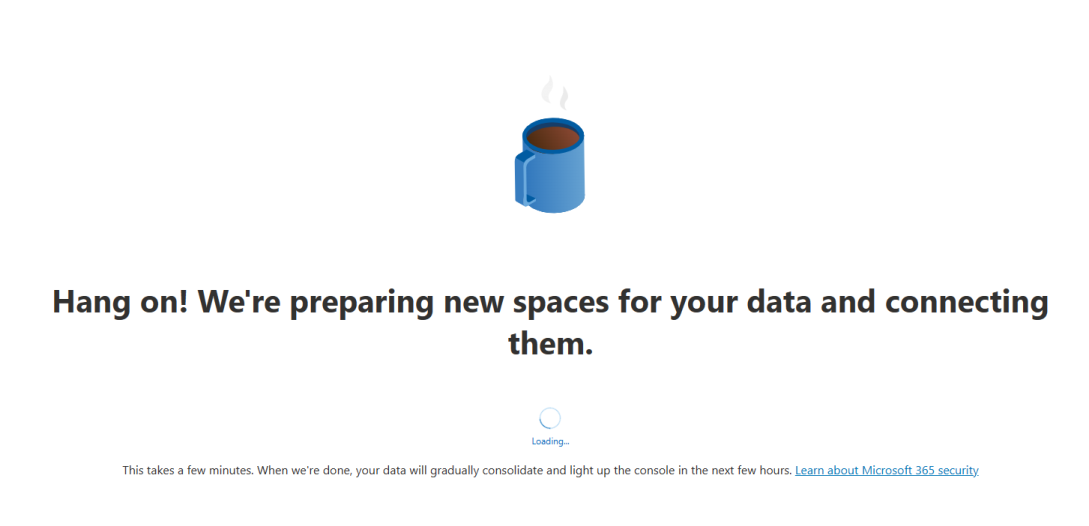 Hang on! We're preparing new spaces for your data and connecting
them.
Loading...
This takes a few minutes. When we're done, your data will gradually consolidate and light up the console in the next few hours. Learn about Microsoft 365 security